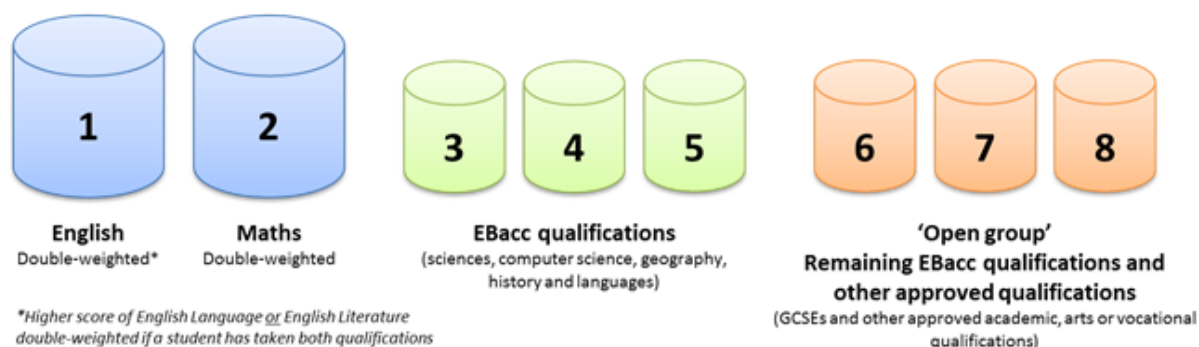 1
2
3
4
5
6
7
8
English
Double-weighted*
Maths
Double-weighted
EBacc qualifications
(sciences, computer science, geography,
history and languages)
‘Open group’
Remaining EBacc qualifications and
other approved qualifications
(GCSEs and other approved academic, arts or vocational
qualifications)
*Higher score of English Language or English Literature
double-weighted if a student has taken both qualifications